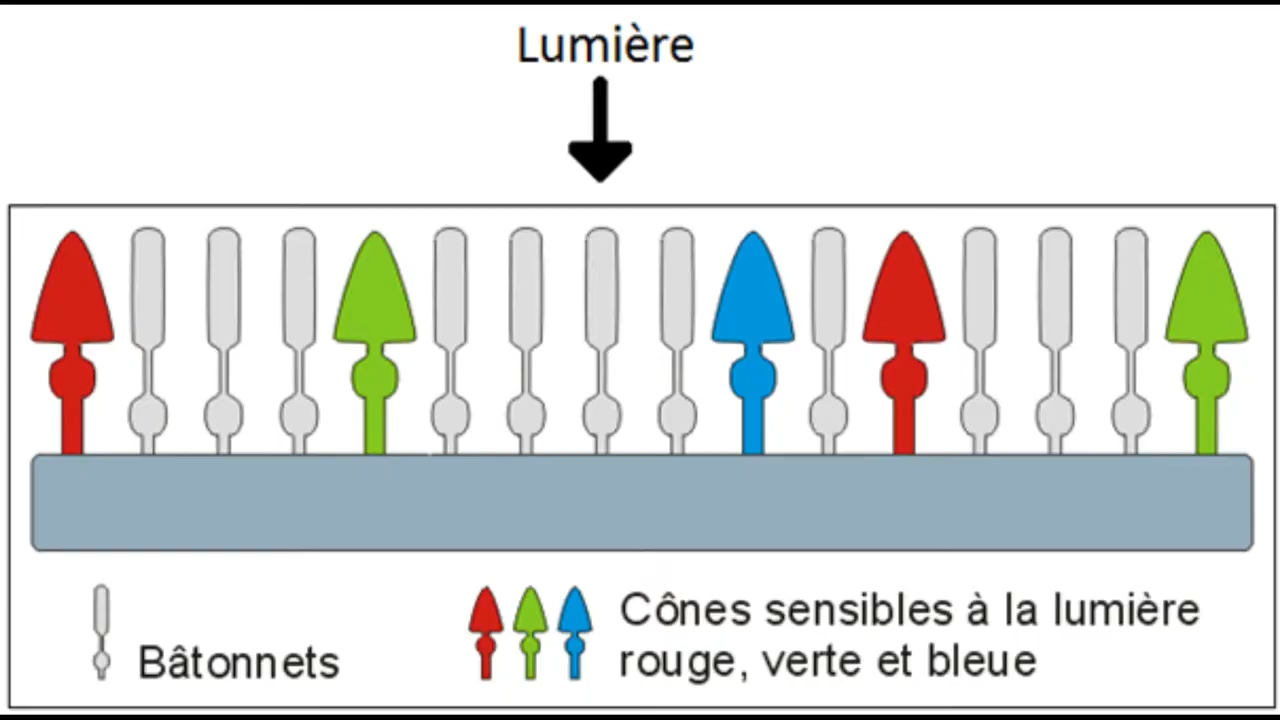 Lumière
Bâtonnets
Cônes sensibles à la lumière
rouge, verte et bleue